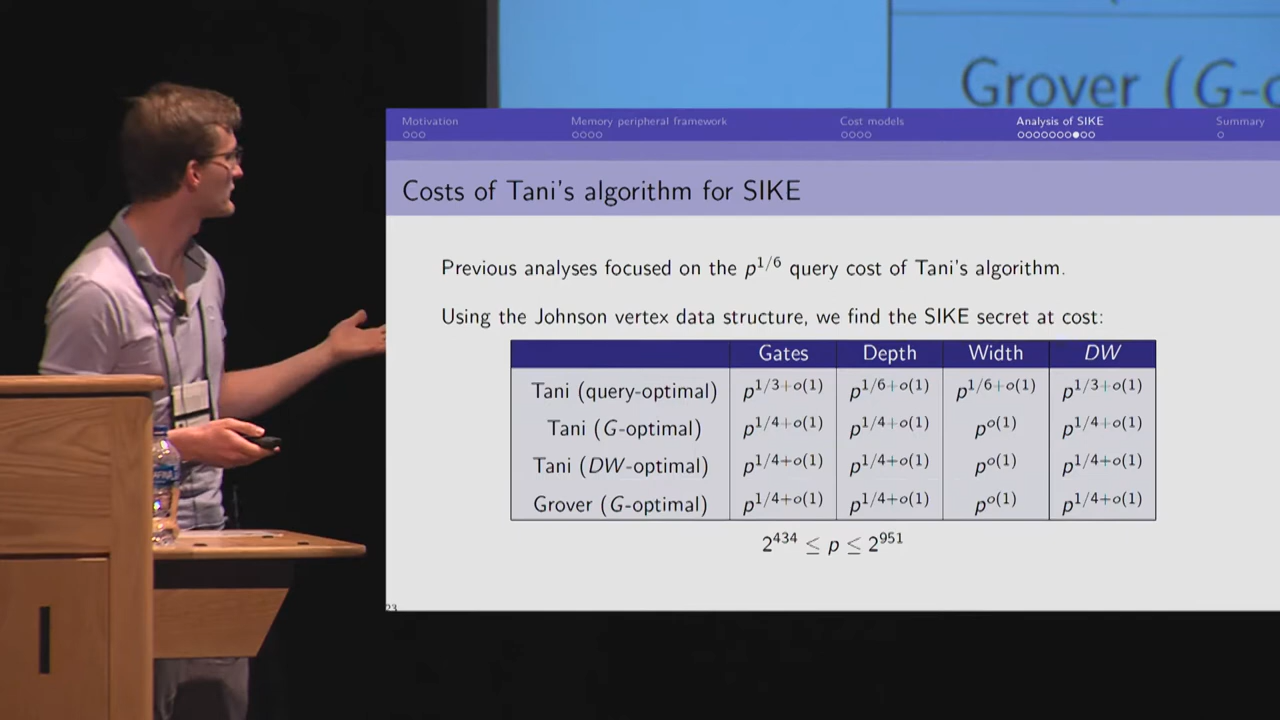 Grover (G-
Motivation Memory peripheral framework Cost models Analysis of SIKE Summary
Costs of Tani's algorithm for SIKE
Previous analyses focused on the p^{1/6} query cost of Tani's algorithm.
Using the Johnson vertex data structure, we find the SIKE secret at cost:
Gates Depth Width DW
Tani (query-optimal) p^{1/3+o(1)} p^{1/6+o(1)} p^{1/6+o(1)} p^{1/3+o(1)}
Tani (G-optimal) p^{1/4+o(1)} p^{1/4+o(1)} p^{o(1)} p^{1/4+o(1)}
Tani (DW-optimal) p^{1/4+o(1)} p^{1/4+o(1)} p^{o(1)} p^{1/4+o(1)}
Grover (G-optimal) p^{1/4+o(1)} p^{1/4+o(1)} p^{o(1)} p^{1/4+o(1)}
2^{434} ≤ p ≤ 2^{951}
23